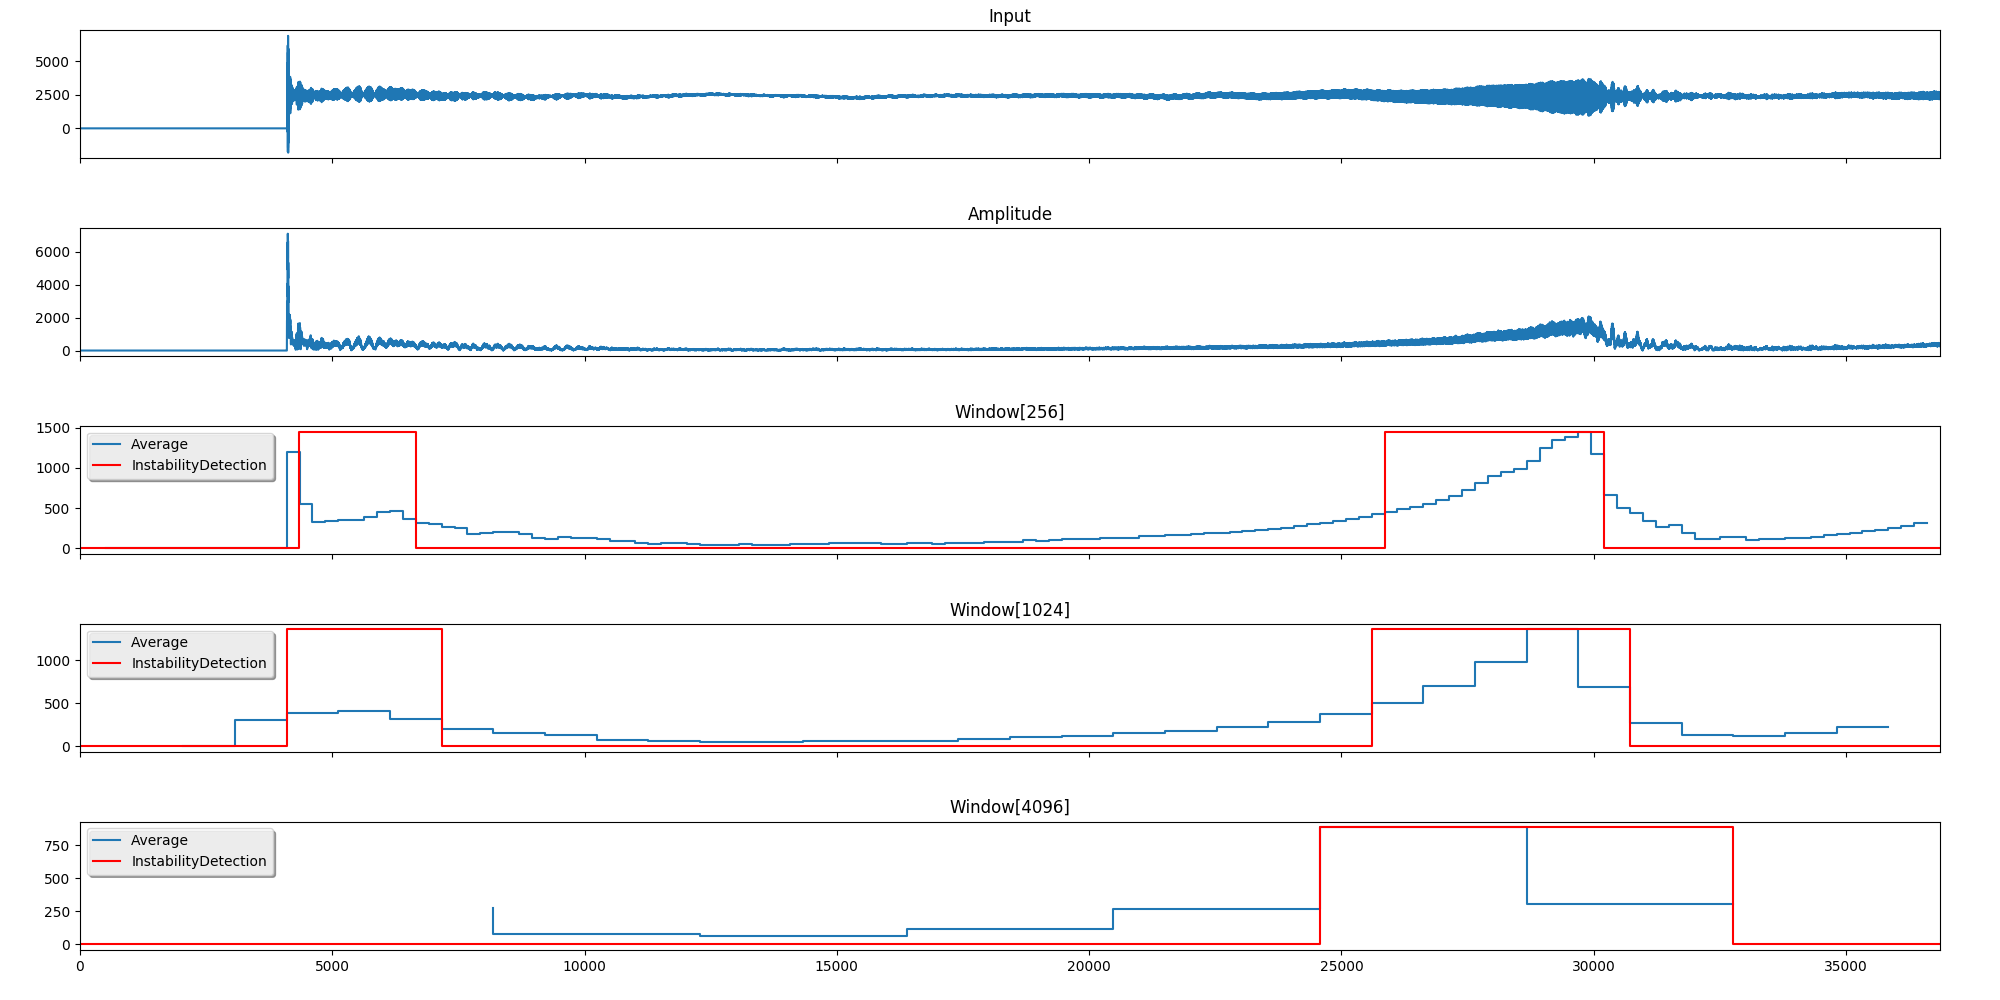 Input
5000
2500
0
Amplitude
6000
4000
2000
0
Window[256]
1500
1000
500
0
Average
InstabilityDetection
Window[1024]
1000
500
0
Average
InstabilityDetection
Window[4096]
750
500
250
0
Average
InstabilityDetection
0 5000 10000 15000 20000 25000 30000 35000